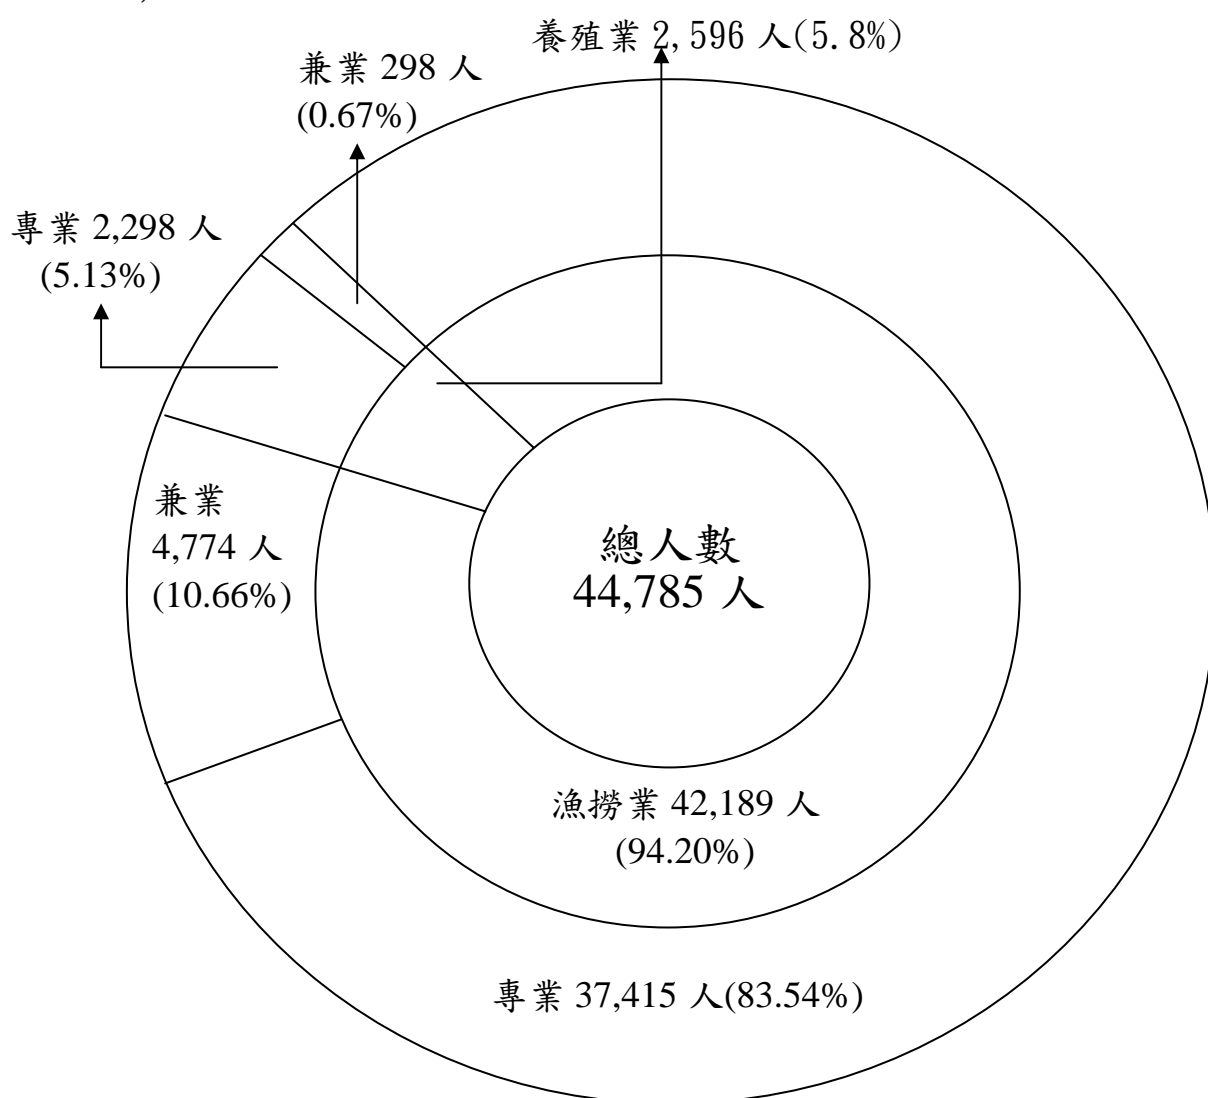 養殖業 2,596 人(5.8%)
兼業 298 人
(0.67%)
專業 2,298 人
(5.13%)
兼業
4,774 人
(10.66%)
總人數
44,785 人
漁撈業 42,189 人
(94.20%)
專業 37,415 人(83.54%)